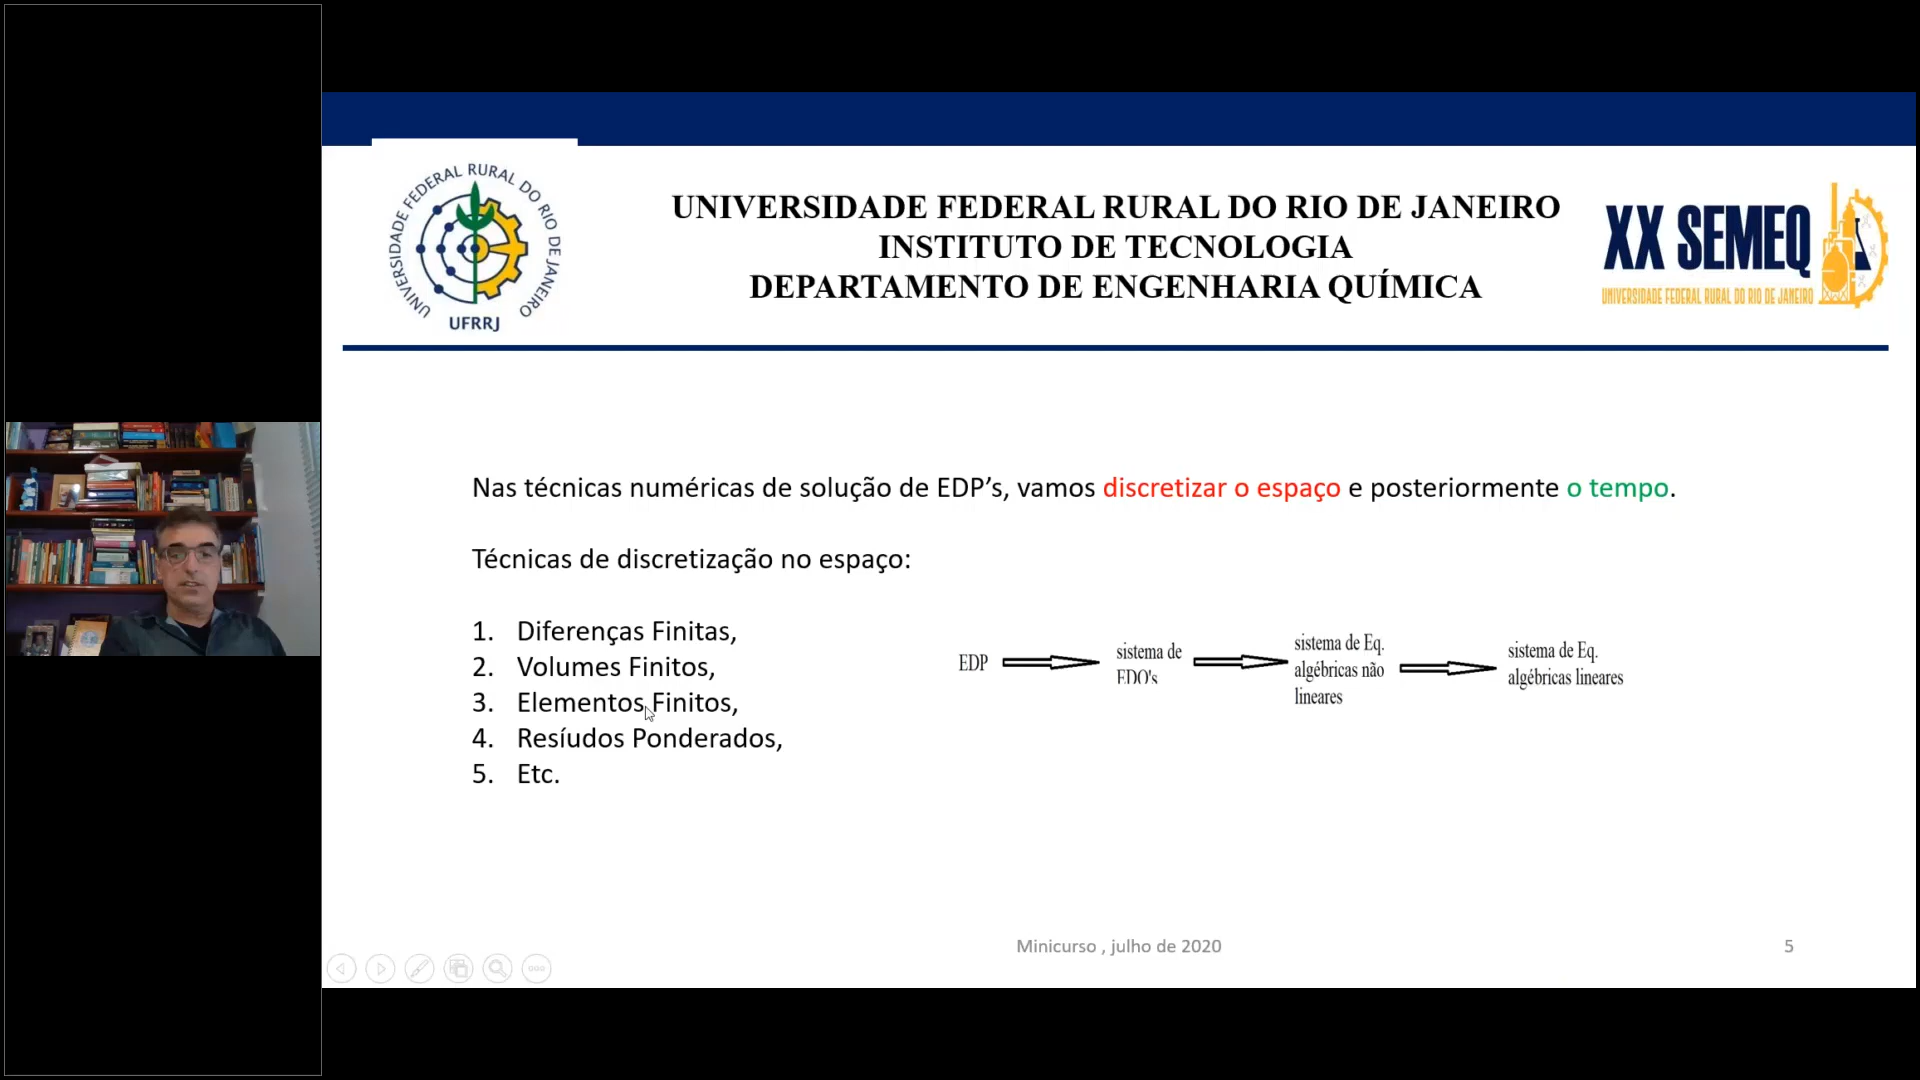 UNIVERSIDADE FEDERAL RURAL DO RIO DE JANEIRO
UFRRJ
UNIVERSIDADE FEDERAL RURAL DO RIO DE JANEIRO
INSTITUTO DE TECNOLOGIA
DEPARTAMENTO DE ENGENHARIA QUÍMICA
XX SEMEQ
UNIVERSIDADE FEDERAL RURAL DO RIO DE JANEIRO
Nas técnicas numéricas de solução de EDP’s, vamos discretizar o espaço e posteriormente o tempo.
Técnicas de discretização no espaço:
1. Diferenças Finitas,
2. Volumes Finitos,
3. Elementos Finitos,
4. Resíudos Ponderados,
5. Etc.
EDP
sistema de
EDO's
sistema de Eq.
algébricas não
lineares
sistema de Eq.
algébricas lineares
Minicurso , julho de 2020
5